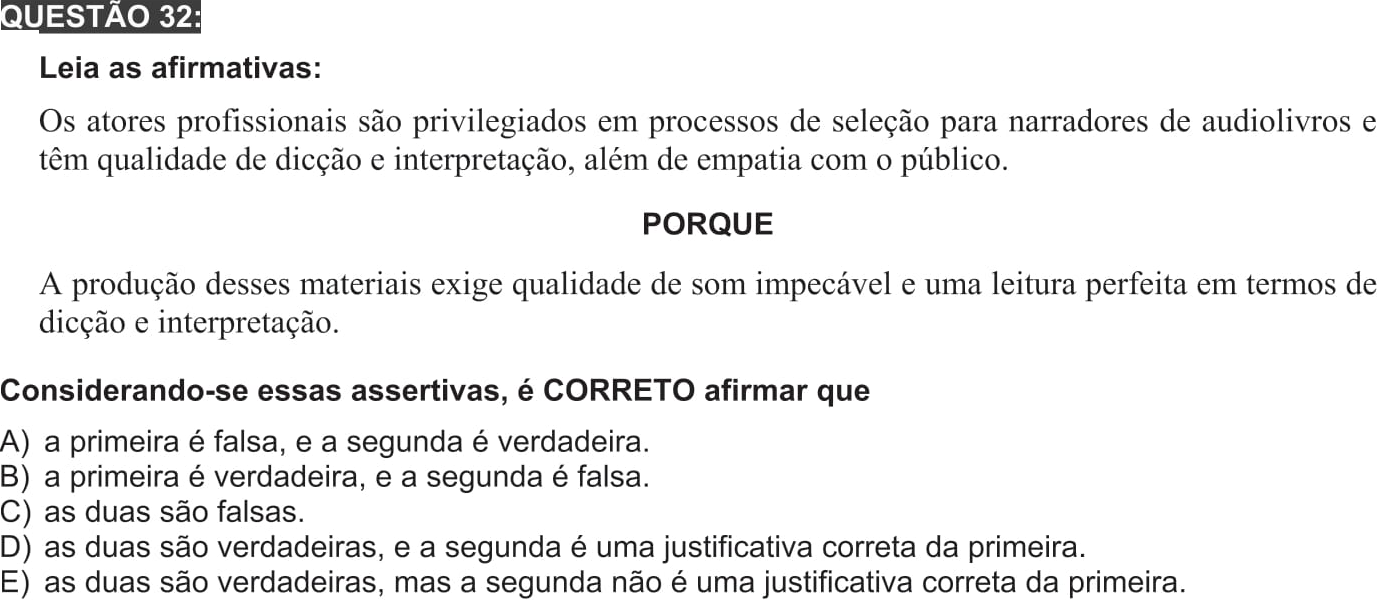 QUESTÃO 32:
Leia as afirmativas:
Os atores profissionais são privilegiados em processos de seleção para narradores de audiolivros e
têm qualidade de dicção e interpretação, além de empatia com o público.
PORQUE
A produção desses materiais exige qualidade de som impecável e uma leitura perfeita em termos de
dicção e interpretação.
Considerando-se essas assertivas, é CORRETO afirmar que
A) a primeira é falsa, e a segunda é verdadeira.
B) a primeira é verdadeira, e a segunda é falsa.
C) as duas são falsas.
D) as duas são verdadeiras, e a segunda é uma justificativa correta da primeira.
E) as duas são verdadeiras, mas a segunda não é uma justificativa correta da primeira.